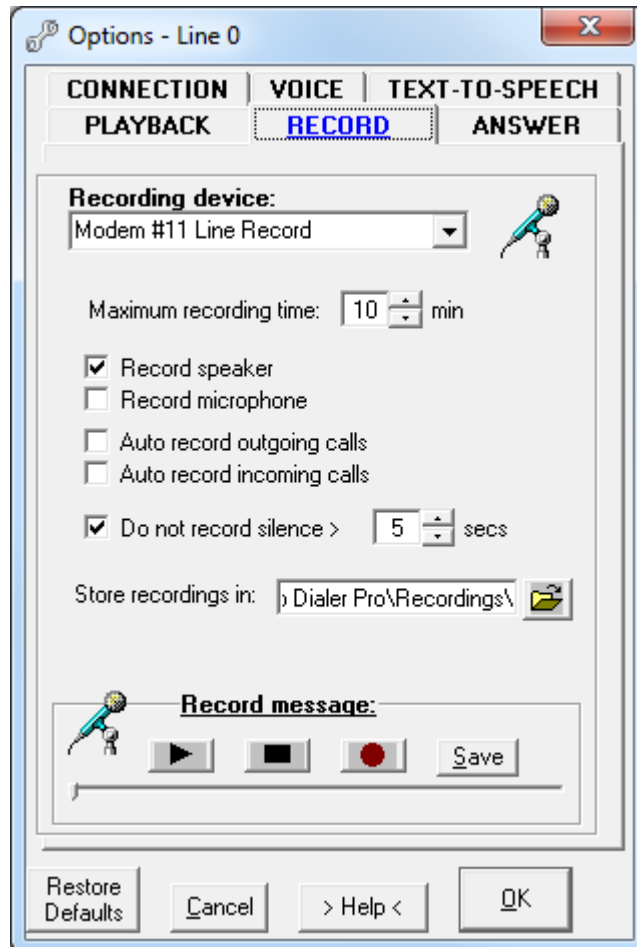 Options - Line 0
CONNECTION VOICE TEXT-TO-SPEECH
PLAYBACK RECORD ANSWER
Recording device:
Modem #11 Line Record
Maximum recording time: 10 min
Record speaker
Record microphone
Auto record outgoing calls
Auto record incoming calls
Do not record silence > 5 secs
Store recordings in: Dialer Pro\Recordings\
Record message:
Save
Restore
Defaults
Cancel
> Help <
OK